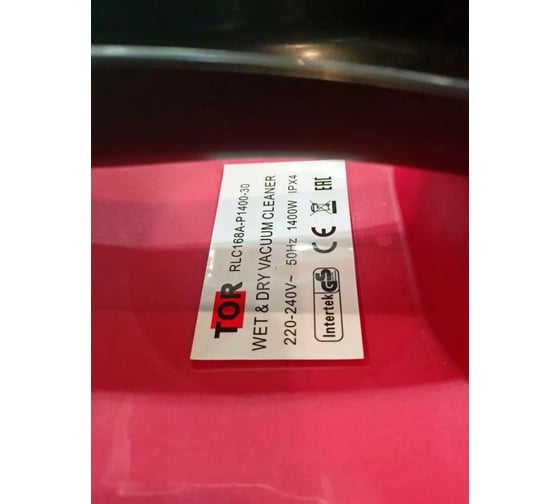 TOR RLC168A-P1400-30
WET & DRY VACUUM CLEANER
220-240V~ 50Hz 1400W IPX4
Intertek GS CE EAC